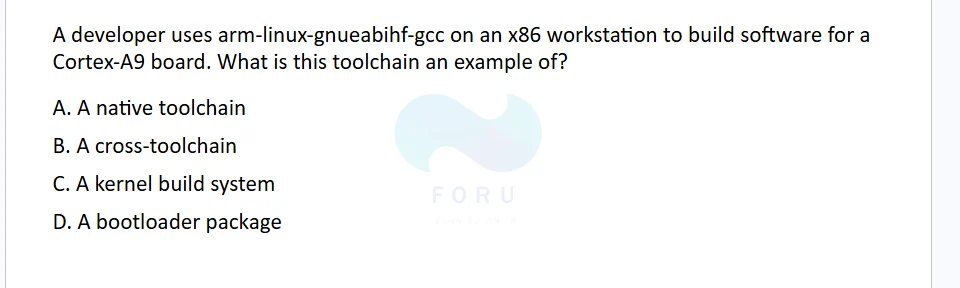 A developer uses arm-linux-gnueabihf-gcc on an x86 workstation to build software for a
Cortex-A9 board. What is this toolchain an example of?
A. A native toolchain
B. A cross-toolchain
C. A kernel build system
D. A bootloader package
FORU